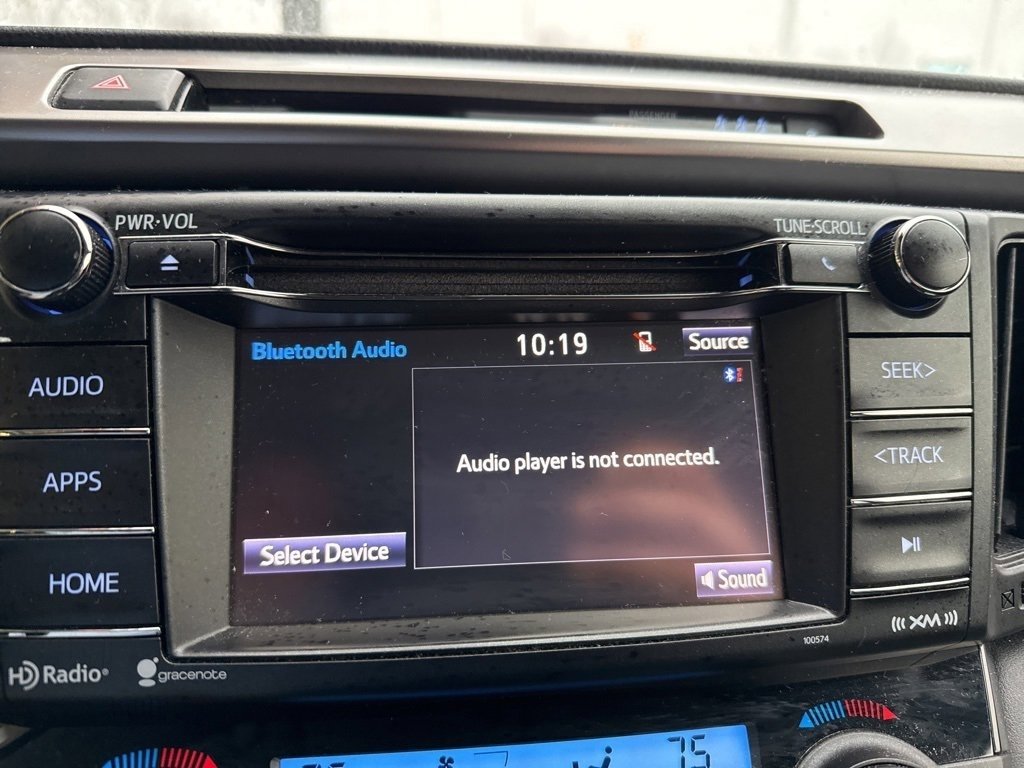 PASSENGER
PWR·VOL
TUNE·SCROLL
Bluetooth Audio
10:19
Source
AUDIO
SEEK>
Audio player is not connected.
<TRACK
APPS
Select Device
HOME
Sound
XM
100574
HD Radio®
gracenote
75